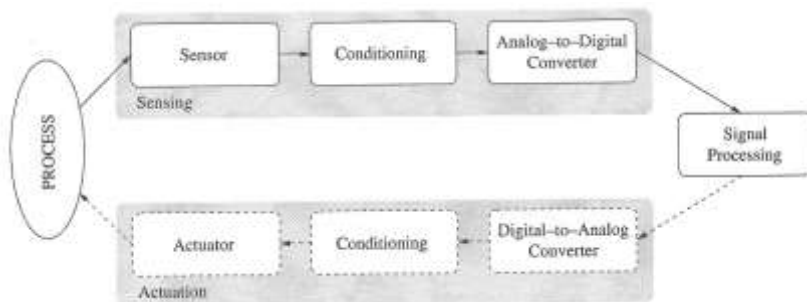 Sensor
Conditioning
Analog–to–Digital
Converter
Sensing
PROCESS
Signal
Processing
Actuator
Conditioning
Digital–to–Analog
Converter
Actuation